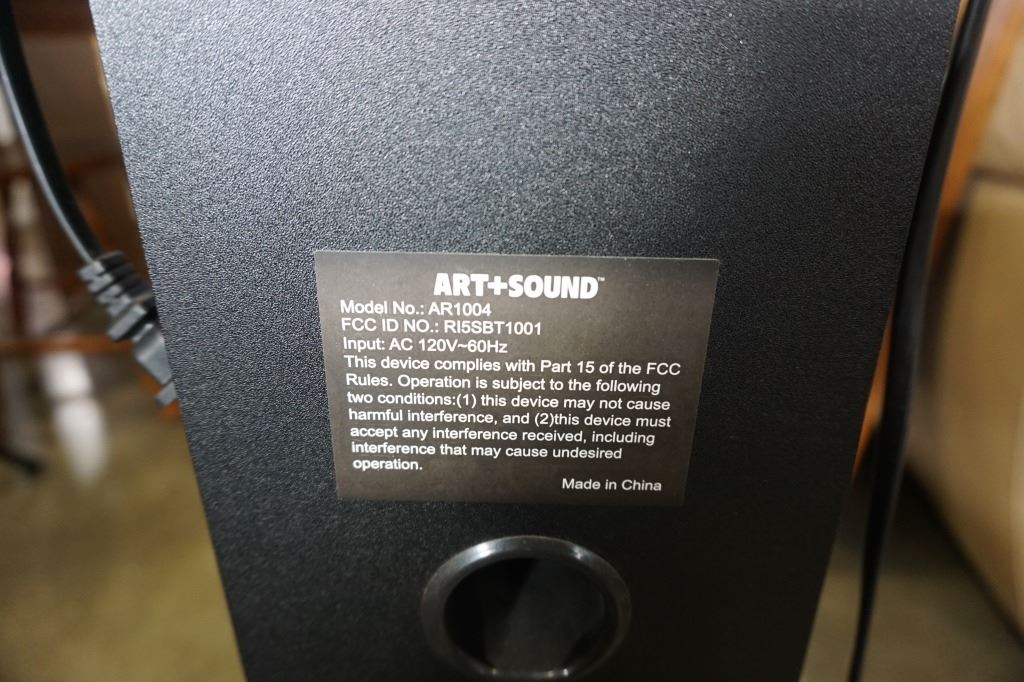 ART+SOUND™
Model No.: AR1004
FCC ID NO.: RI5SBT1001
Input: AC 120V~60Hz
This device complies with Part 15 of the FCC
Rules. Operation is subject to the following
two conditions:(1) this device may not cause
harmful interference, and (2)this device must
accept any interference received, including
interference that may cause undesired
operation.
Made in China